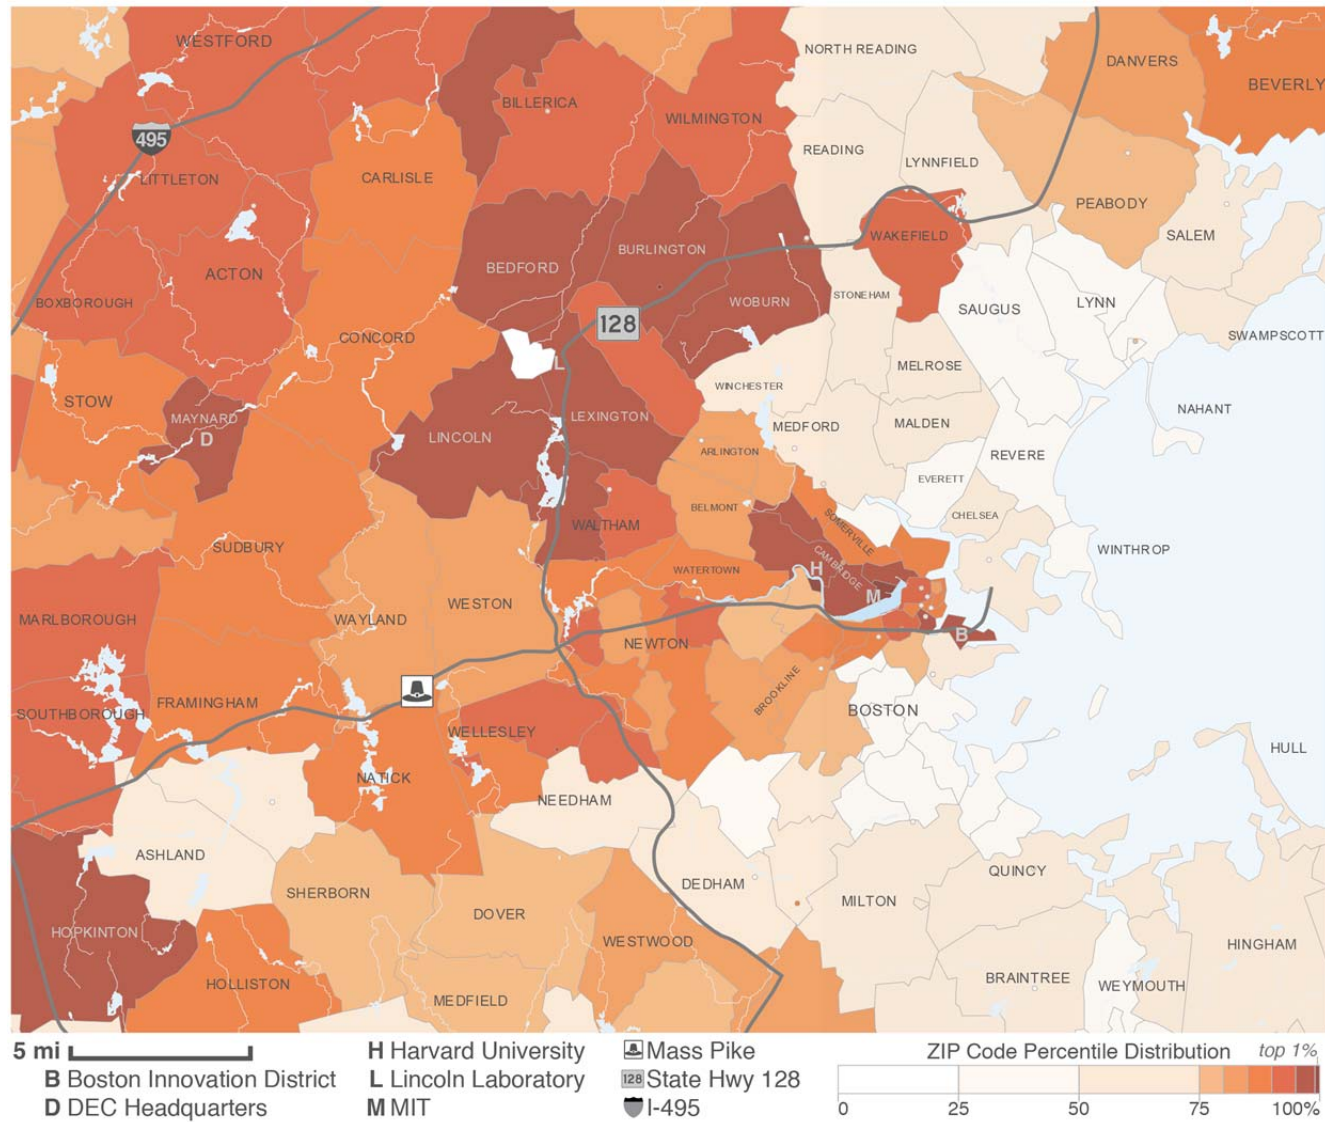 WESTFORD
NORTH READING
DANVERS
BEVERLY
BILLERICA
WILMINGTON
495
READING
LYNNFIELD
LITTLETON
CARLISLE
PEABODY
WAKEFIELD
SALEM
BURLINGTON
BEDFORD
ACTON
BOXBOROUGH
WOBURN
STONEHAM
LYNN
SAUGUS
128
CONCORD
SWAMPSCOTT
L
MELROSE
WINCHESTER
STOW
NAHANT
MAYNARD
D
LEXINGTON
LINCOLN
MEDFORD
MALDEN
ARLINGTON
REVERE
EVERETT
BELMONT
CHELSEA
WALTHAM
SOMERVILLE
SUDBURY
WINTHROP
CAMBRIDGE
WATERTOWN
H
M
WESTON
MARLBOROUGH
WAYLAND
NEWTON
B
BROOKLINE
FRAMINGHAM
SOUTHBOROUGH
BOSTON
WELLESLEY
HULL
NATICK
NEEDHAM
ASHLAND
QUINCY
DEDHAM
SHERBORN
MILTON
DOVER
HOPKINTON
WESTWOOD
HINGHAM
HOLLISTON
BRAINTREE
WEYMOUTH
MEDFIELD
5 mi
H Harvard University
Mass Pike
ZIP Code Percentile Distribution top 1%
B Boston Innovation District
L Lincoln Laboratory
128 State Hwy 128
D DEC Headquarters
M MIT
I-495
0 25 50 75 100%